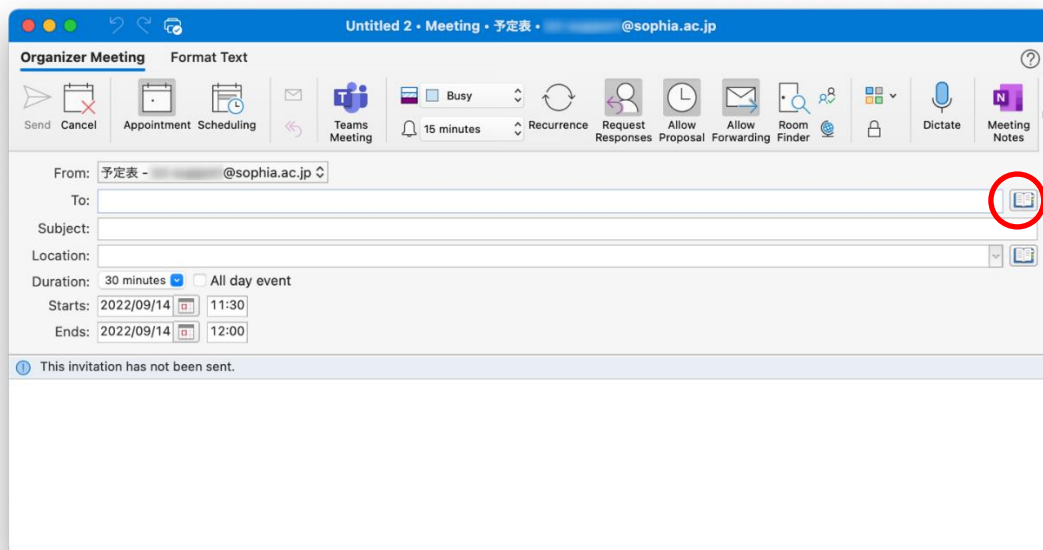 Untitled 2 • Meeting • 予定表 • @sophia.ac.jp
Organizer Meeting Format Text
Busy
15 minutes
Send Cancel Appointment Scheduling Teams Meeting Recurrence Request Responses Allow Proposal Allow Forwarding Room Finder Dictate Meeting Notes
From: 予定表 - @sophia.ac.jp
To:
Subject:
Location:
Duration: 30 minutes All day event
Starts: 2022/09/14 11:30
Ends: 2022/09/14 12:00
This invitation has not been sent.